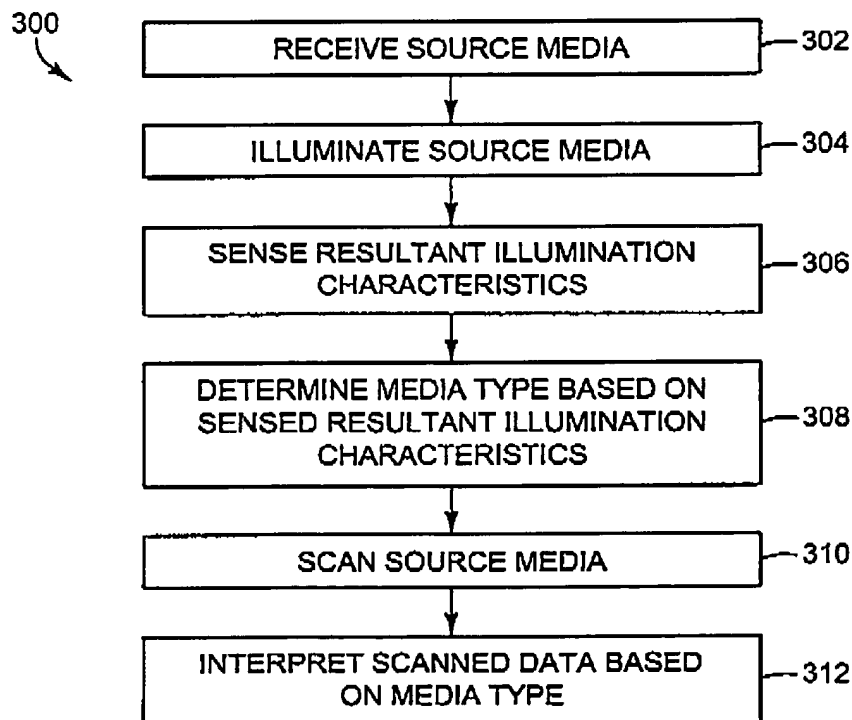 300
RECEIVE SOURCE MEDIA
302
ILLUMINATE SOURCE MEDIA
304
SENSE RESULTANT ILLUMINATION
CHARACTERISTICS
306
DETERMINE MEDIA TYPE BASED ON
SENSED RESULTANT ILLUMINATION
CHARACTERISTICS
308
SCAN SOURCE MEDIA
310
INTERPRET SCANNED DATA BASED
ON MEDIA TYPE
312